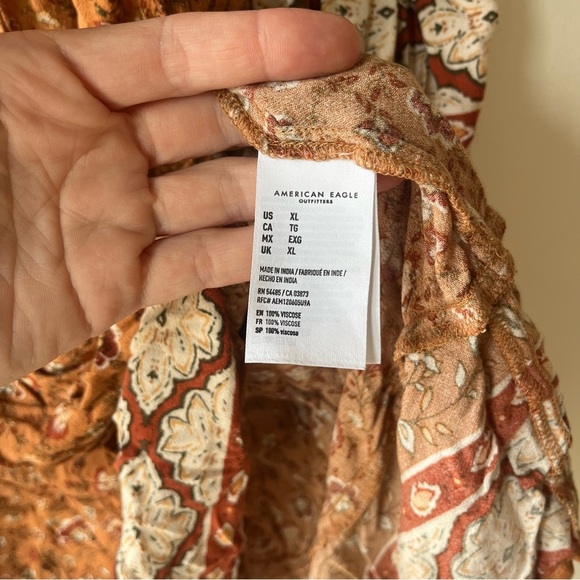 AMERICAN EAGLE
OUTFITTERS
US XL
CA TG
MX EXG
UK XL
MADE IN INDIA / FABRIQUÉ EN INDE /
HECHO EN INDIA
RN 54485 / CA 03873
RFC# AEM120605U9A
EN 100% VISCOSE
FR 100% VISCOSE
SP 100% viscosa